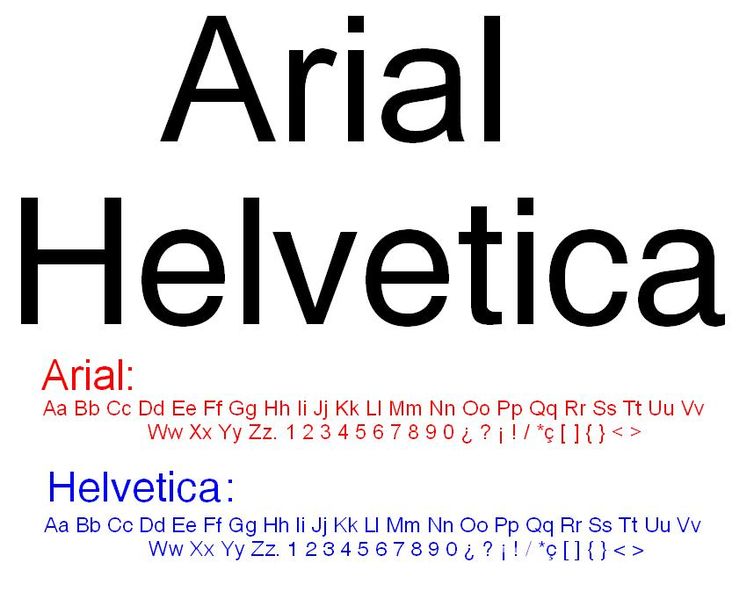 Arial
Helvetica
Arial:
Aa Bb Cc Dd Ee Ff Gg Hh Ii Jj Kk Ll Mm Nn Oo Pp Qq Rr Ss Tt Uu Vv
Ww Xx Yy Zz. 1 2 3 4 5 6 7 8 9 0 ¿ ? ¡ ! / *ç [ ] { } < >
Helvetica:
Aa Bb Cc Dd Ee Ff Gg Hh Ii Jj Kk Ll Mm Nn Oo Pp Qq Rr Ss Tt Uu Vv
Ww Xx Yy Zz. 1 2 3 4 5 6 7 8 9 0 ¿ ? ¡ ! / *ç [ ] { } < >